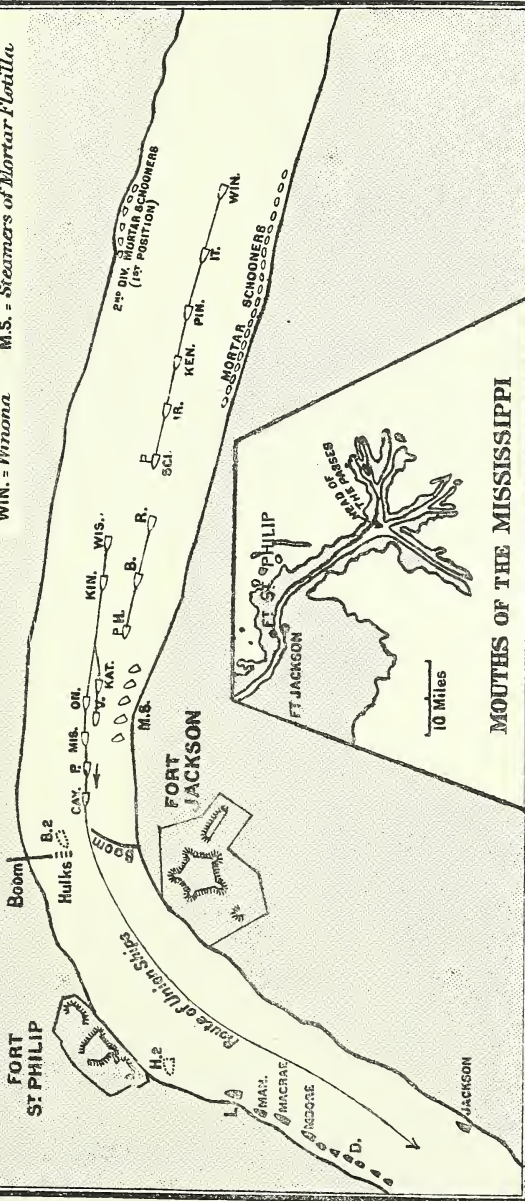 WIN. = Winona
M.S. = Steamers of Mortar Flotilla
2ND DIV. MORTAR SCHOONERS
(1ST POSITION)
WIN.
IT.
PIN.
KEN.
IR.
SCI.
MORTAR SCHOONERS
WIS.
KIN.
R.
B.
P.H.
KAT.
V.
ON.
MIS.
P.
CAY.
M.S.
Boom
Hulks
B.2
Boom
FORT
JACKSON
FORT
ST PHILIP
Route of Union Ships
H.2
L.
MAN.
MACRAE
MOORE
D.
JACKSON
FT ST PHILIP
FT JACKSON
HEAD OF
THE PASSES
10 Miles
MOUTHS OF THE MISSISSIPPI